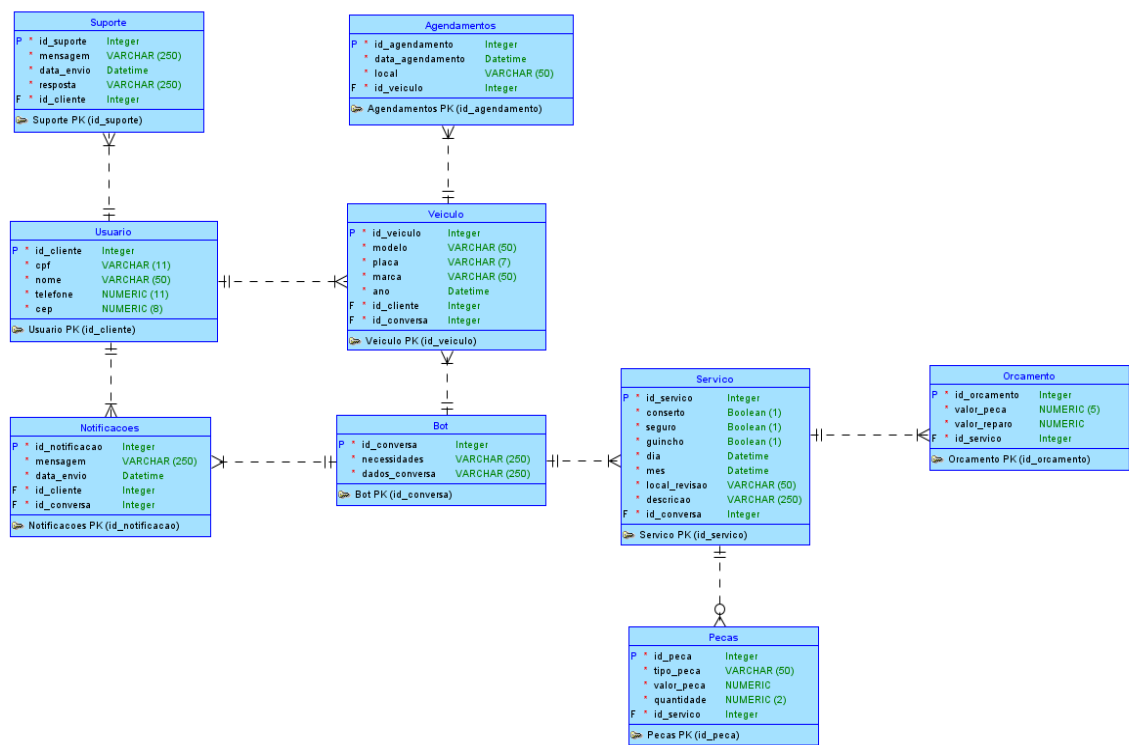 Suporte
P * id_suporte Integer
* mensagem VARCHAR (250)
* data_envio Datetime
* resposta VARCHAR (250)
F * id_cliente Integer
Suporte PK (id_suporte)
Agendamentos
P * id_agendamento Integer
* data_agendamento Datetime
* local VARCHAR (50)
F * id_veiculo Integer
Agendamentos PK (id_agendamento)
Usuario
P * id_cliente Integer
* cpf VARCHAR (11)
* nome VARCHAR (50)
* telefone NUMERIC (11)
* cep NUMERIC (8)
Usuario PK (id_cliente)
Veiculo
P * id_veiculo Integer
* modelo VARCHAR (50)
* placa VARCHAR (7)
* marca VARCHAR (50)
* ano Datetime
F * id_cliente Integer
F * id_conversa Integer
Veiculo PK (id_veiculo)
Notificacoes
P * id_notificacao Integer
* mensagem VARCHAR (250)
* data_envio Datetime
F * id_cliente Integer
F * id_conversa Integer
Notificacoes PK (id_notificacao)
Bot
P * id_conversa Integer
* necessidades VARCHAR (250)
* dados_conversa VARCHAR (250)
Bot PK (id_conversa)
Servico
P * id_servico Integer
* conserto Boolean (1)
* seguro Boolean (1)
* guincho Boolean (1)
* dia Datetime
* mes Datetime
* local_revisao VARCHAR (50)
* descricao VARCHAR (250)
F * id_conversa Integer
Servico PK (id_servico)
Orcamento
P * id_orcamento Integer
* valor_peca NUMERIC (5)
* valor_reparo NUMERIC
F * id_servico Integer
Orcamento PK (id_orcamento)
Pecas
P * id_peca Integer
* tipo_peca VARCHAR (50)
* valor_peca NUMERIC
* quantidade NUMERIC (2)
F * id_servico Integer
Pecas PK (id_peca)